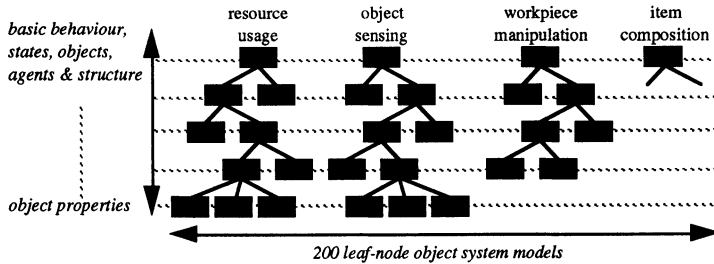 resource
usage
object
sensing
workpiece
manipulation
item
composition
basic behaviour,
states, objects,
agents & structure
object properties
200 leaf-node object system models